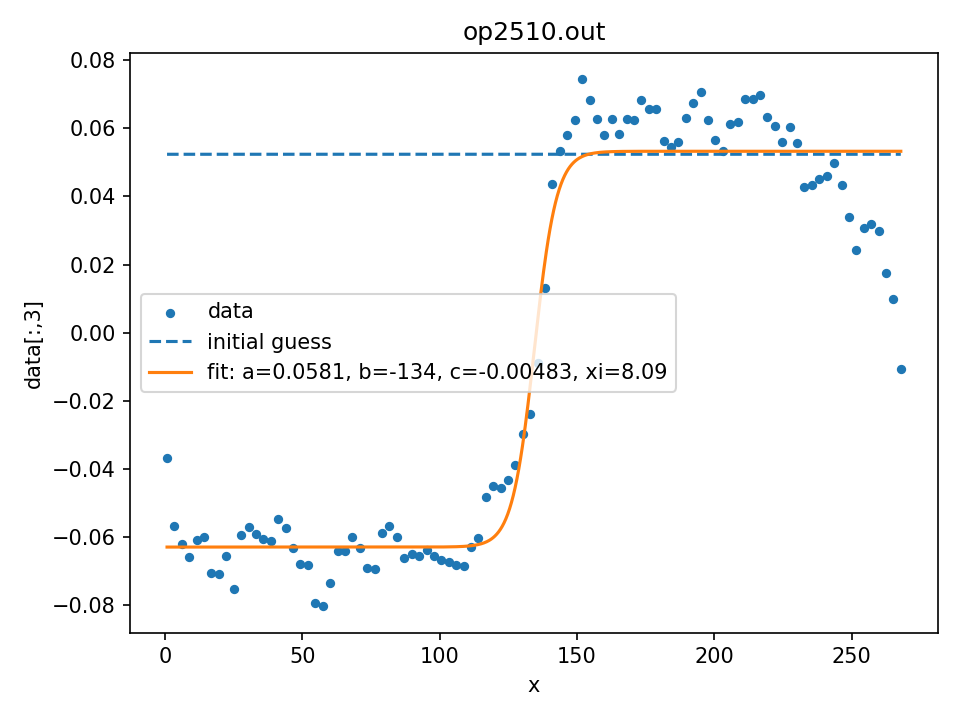 op2510.out
0.08
0.06
0.04
0.02
0.00
−0.02
−0.04
−0.06
−0.08
data[:,3]
data
initial guess
fit: a=0.0581, b=-134, c=-0.00483, xi=8.09
0 50 100 150 200 250
x